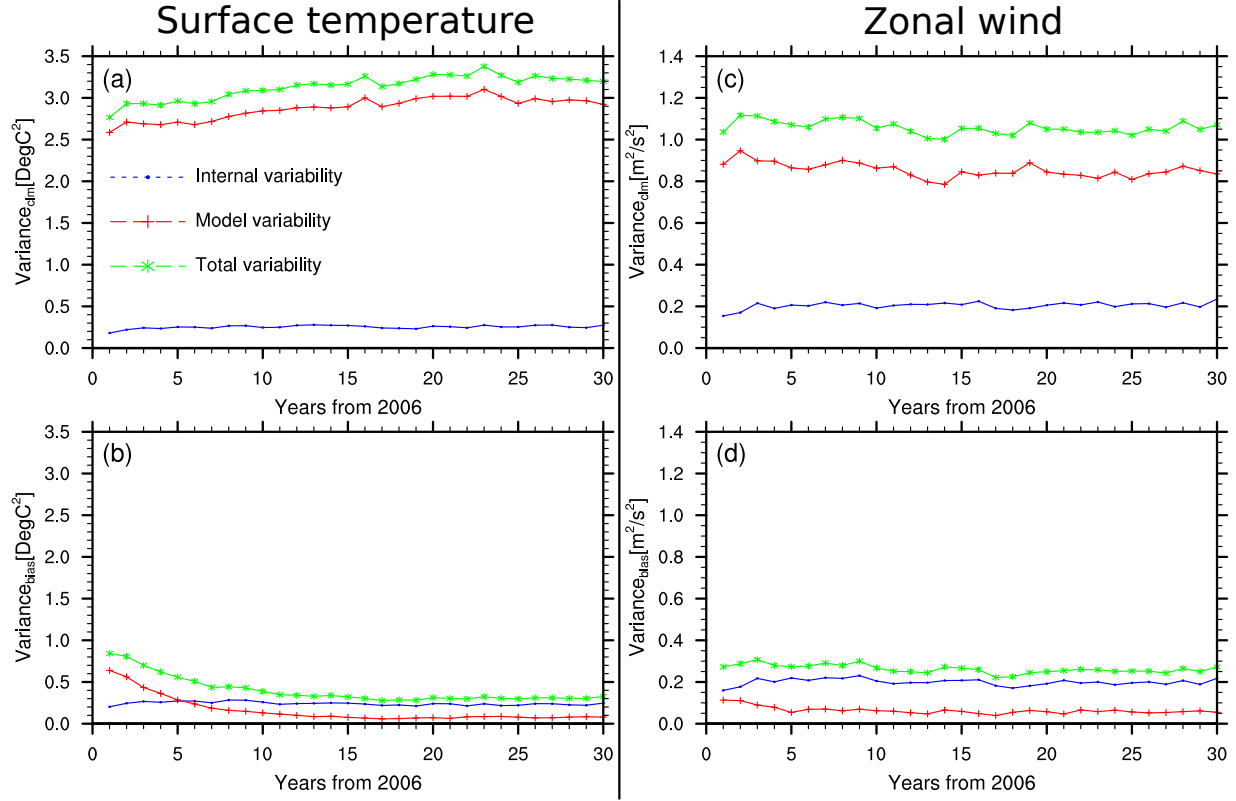 Surface temperature
Zonal wind
(a)
Variance_clm[DegC²]
3.5
3.0
2.5
2.0
1.5
1.0
0.5
0.0
Internal variability
Model variability
Total variability
0 5 10 15 20 25 30
Years from 2006
(c)
Variance_clm[m²/s²]
1.4
1.2
1.0
0.8
0.6
0.4
0.2
0.0
0 5 10 15 20 25 30
Years from 2006
(b)
Variance_bias[DegC²]
3.5
3.0
2.5
2.0
1.5
1.0
0.5
0.0
0 5 10 15 20 25 30
Years from 2006
(d)
Variance_bias[m²/s²]
1.4
1.2
1.0
0.8
0.6
0.4
0.2
0.0
0 5 10 15 20 25 30
Years from 2006